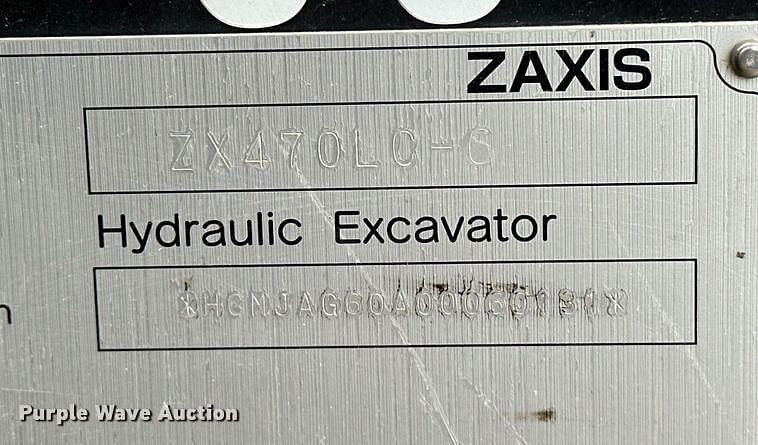 ZAXIS
ZX470LC-6
Hydraulic Excavator
Purple Wave Auction